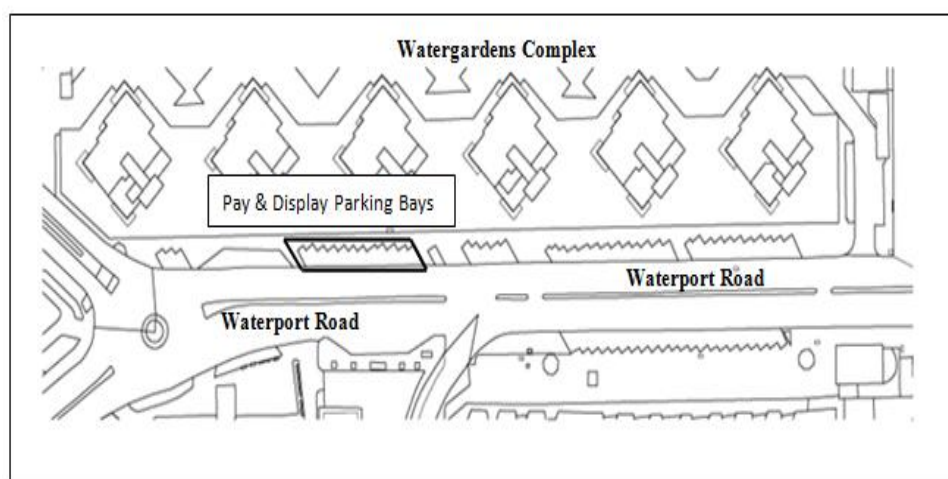 Watergardens Complex
Pay & Display Parking Bays
Waterport Road
Waterport Road